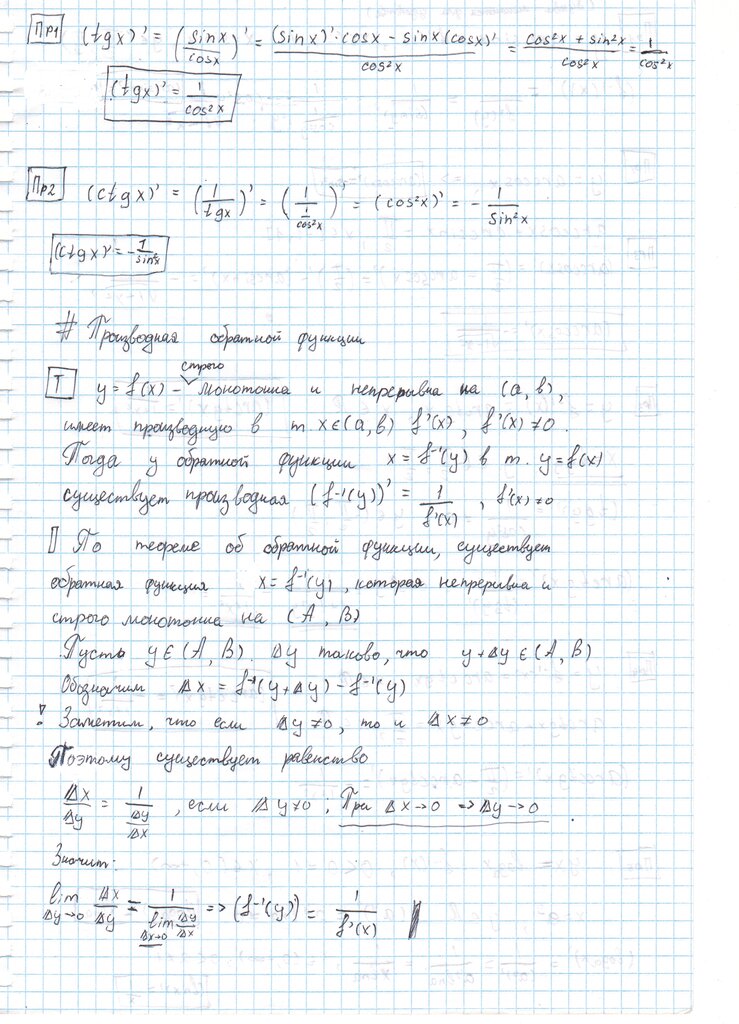 Пр1 (tgx)' = (sinx/cosx)' = ((sinx)'·cosx - sinx(cosx)')/cos²x = (cos²x + sin²x)/cos²x = 1/cos²x
(tgx)' = 1/cos²x
Пр2 (ctgx)' = (1/tgx)' = (1/(1/cos²x))' = (cos²x)' = - 1/sin²x
(ctgx)' = - 1/sin²x
# Производная обратной функции
строго
Т y = f(x) - монотонна и непрерывна на (a, b),
имеет производную в т. x∈(a, b) f'(x), f'(x) ≠ 0.
Тогда у обратной функции x = f⁻¹(y) в т. y = f(x)
существует производная (f⁻¹(y))' = 1/f'(x), f'(x) ≠ 0
▯ По теореме об обратной функции, существует
обратная функция x = f⁻¹(y), которая непрерывна и
строго монотонна на (A, B)
Пусть y∈(A, B). Δy таково, что y+Δy∈(A, B)
Обозначим Δx = f⁻¹(y+Δy) - f⁻¹(y)
! Заметим, что если Δy ≠ 0, то и Δx ≠ 0
Поэтому существует равенство
Δx/Δy = 1/(Δy/Δx), если Δy ≠ 0; При Δx→0 => Δy→0.
Значит:
lim Δy→0 Δx/Δy = 1/(lim Δx→0 Δy/Δx) => (f⁻¹(y))' = 1/f'(x) ▮